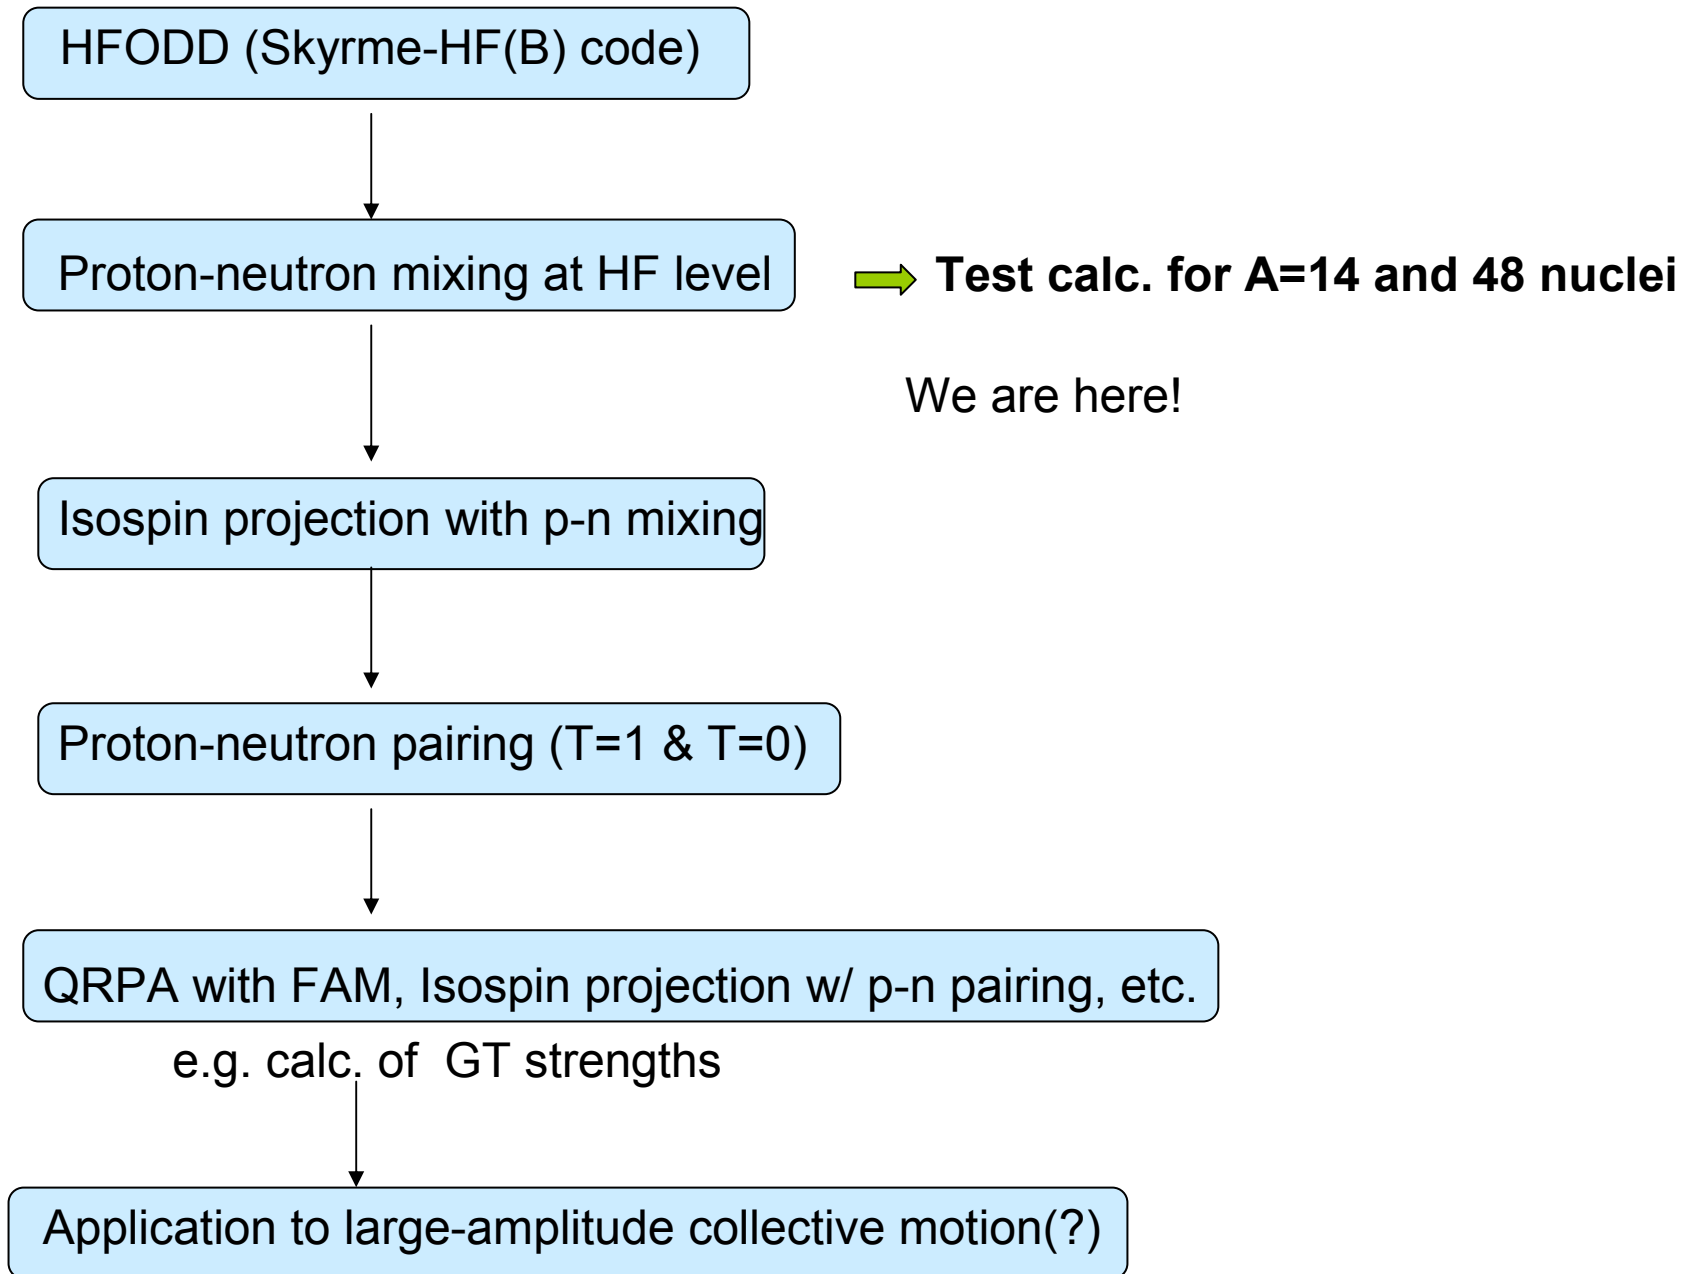 HFODD (Skyrme-HF(B) code)
Proton-neutron mixing at HF level
Test calc. for A=14 and 48 nuclei
We are here!
Isospin projection with p-n mixing
Proton-neutron pairing (T=1 & T=0)
QRPA with FAM, Isospin projection w/ p-n pairing, etc.
e.g. calc. of GT strengths
Application to large-amplitude collective motion(?)